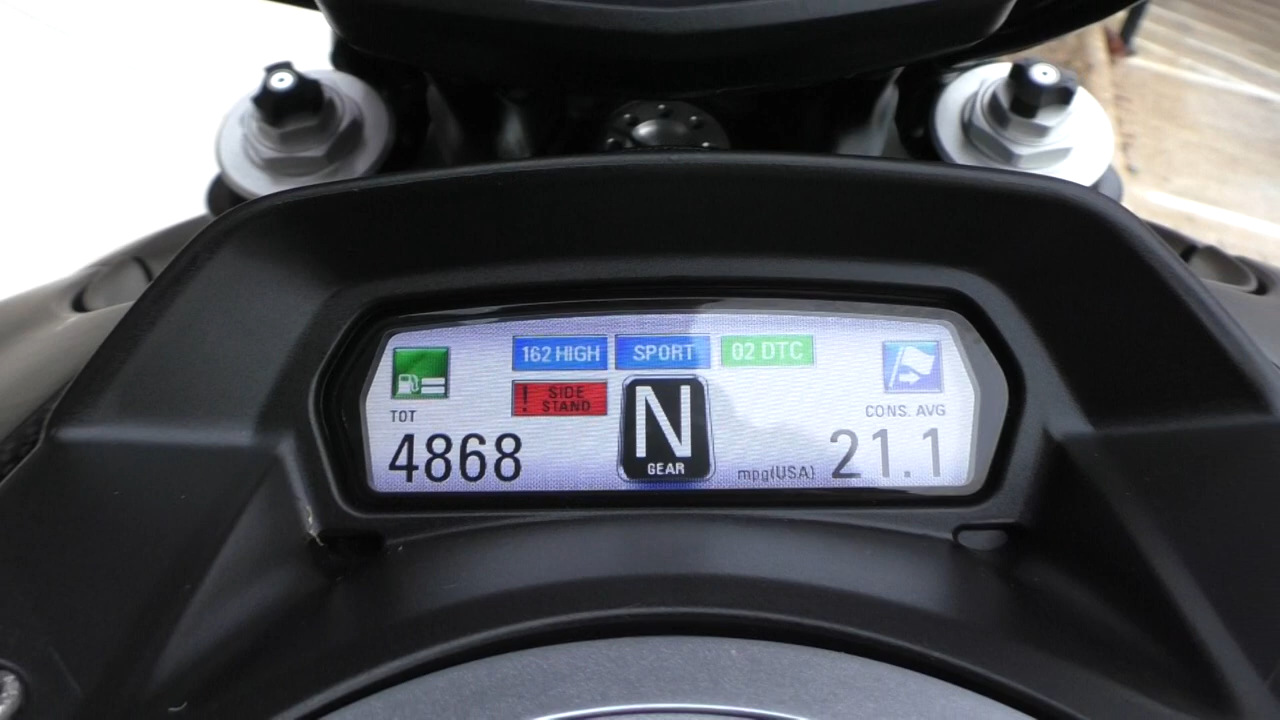 162 HIGH
SPORT
02 DTC
! SIDE
STAND
TOT
4868
N
GEAR
CONS. AVG
mpg(USA) 21.1